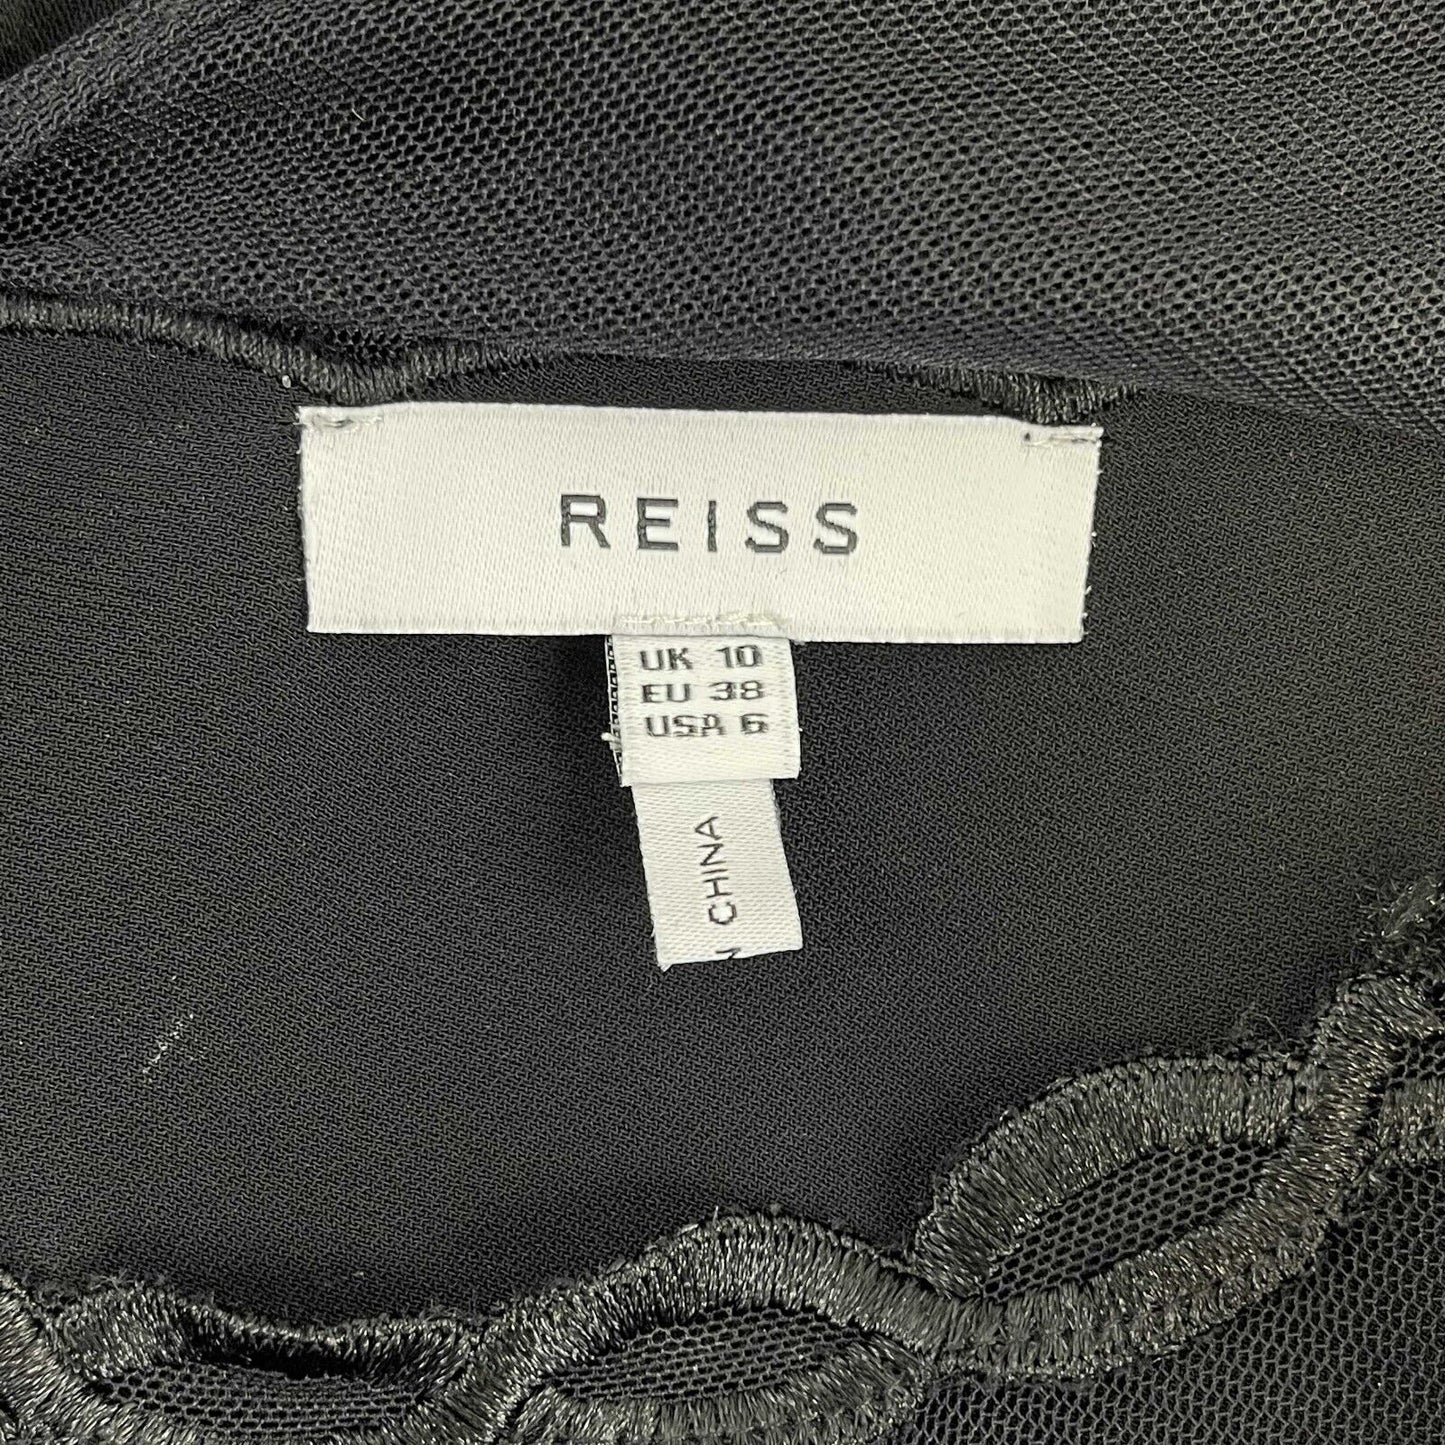 REISS
UK 10
EU 38
USA 6
CHINA